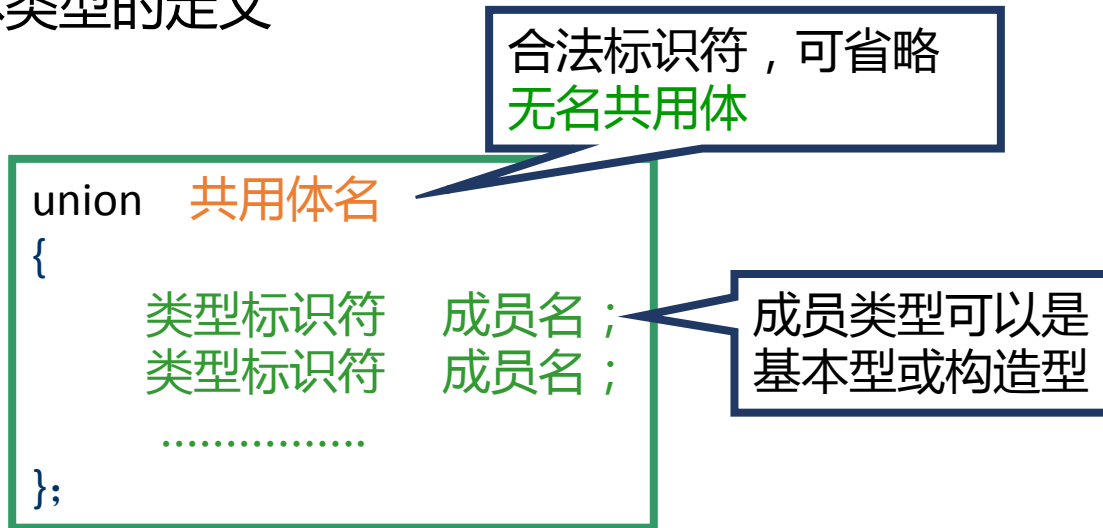 类型的定义
合法标识符，可省略
无名共用体
union 共用体名
{
类型标识符 成员名；
类型标识符 成员名；
................
};
成员类型可以是
基本型或构造型